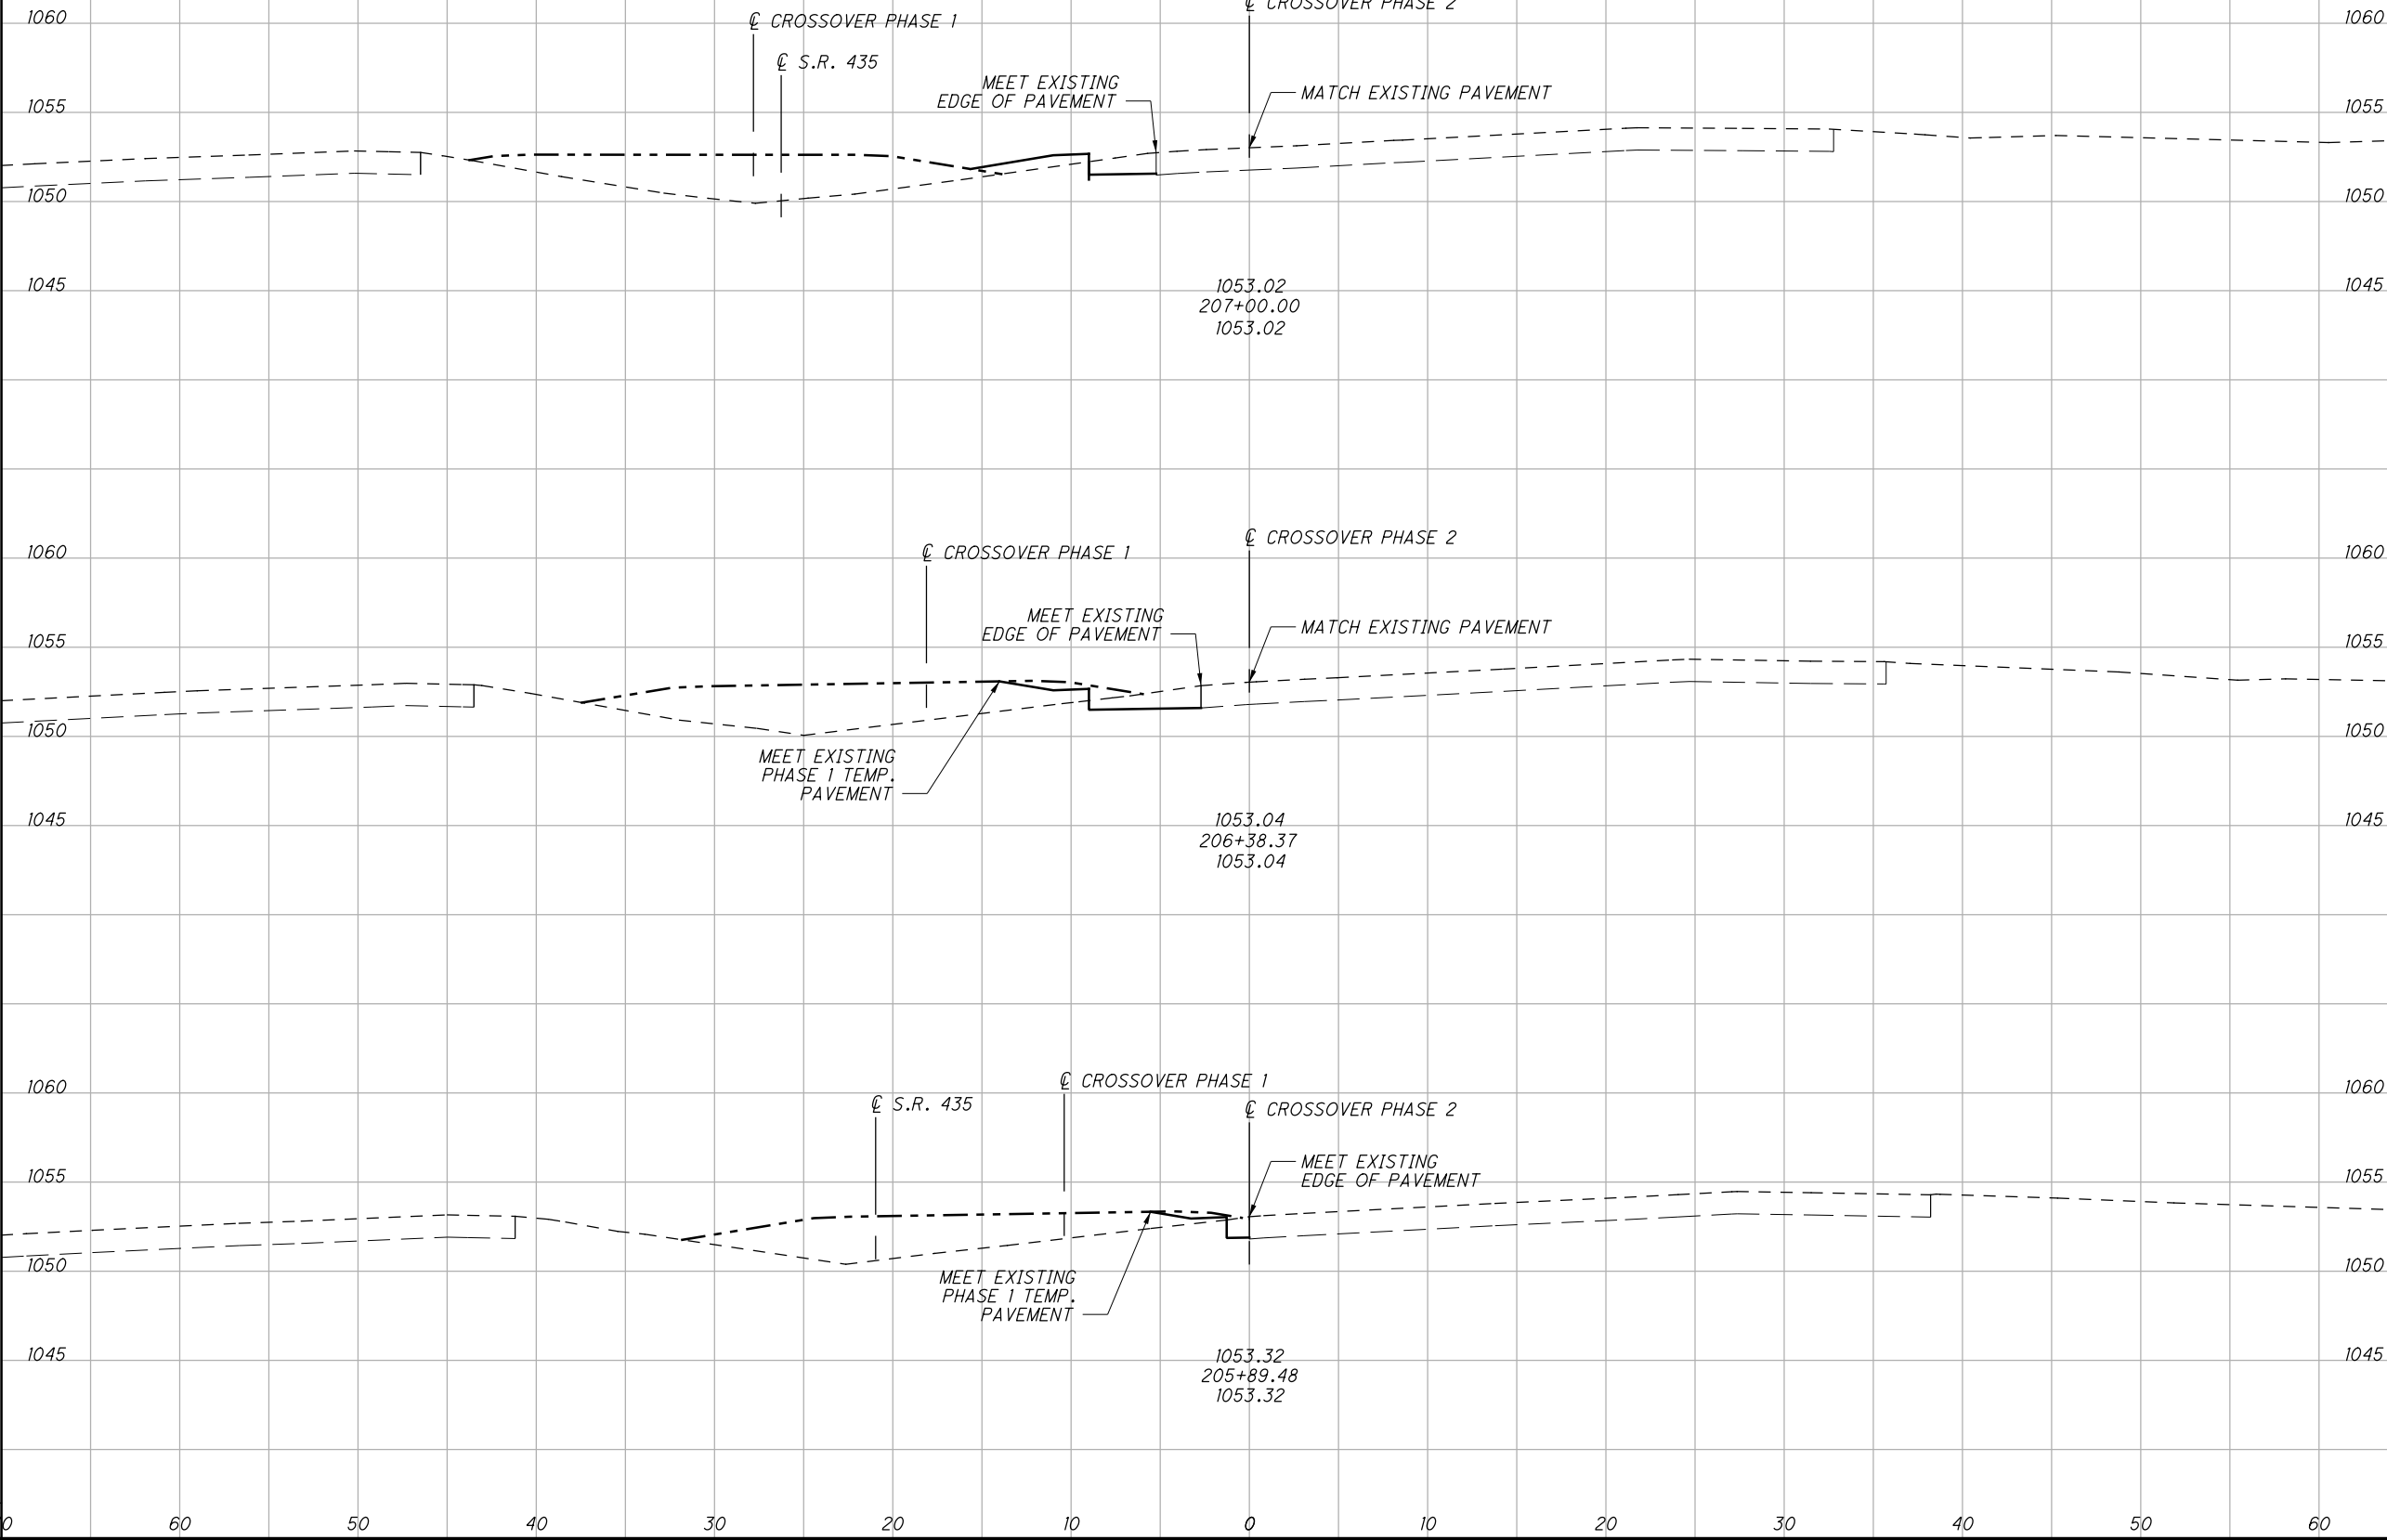 ℄ CROSSOVER PHASE 2
1060 1060
℄ CROSSOVER PHASE 1
℄ S.R. 435
MEET EXISTING
EDGE OF PAVEMENT
MATCH EXISTING PAVEMENT
1055 1055
1050 1050
1045 1045
1053.02
207+00.00
1053.02
℄ CROSSOVER PHASE 2
1060 1060
℄ CROSSOVER PHASE 1
MEET EXISTING
EDGE OF PAVEMENT
MATCH EXISTING PAVEMENT
1055 1055
1050 1050
MEET EXISTING
PHASE 1 TEMP.
PAVEMENT
1045 1045
1053.04
206+38.37
1053.04
℄ CROSSOVER PHASE 1
1060 1060
℄ S.R. 435
℄ CROSSOVER PHASE 2
MEET EXISTING
EDGE OF PAVEMENT
1055 1055
1050 1050
MEET EXISTING
PHASE 1 TEMP.
PAVEMENT
1045 1045
1053.32
205+89.48
1053.32
0 60 50 40 30 20 10 0 10 20 30 40 50 60